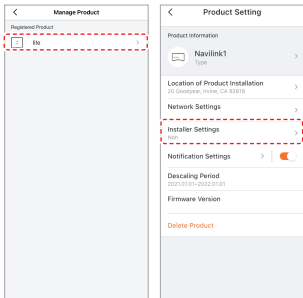 Manage Product
Registered Product
lite
Product Setting
Product Information
Navilink1
Type
Location of Product Installation
20 Goodyear, Irvine, CA 92618
Network Settings
Installer Settings
Non
Notification Settings
Descaling Period
2021.01.01~2022.01.01
Firmware Version
Delete Product